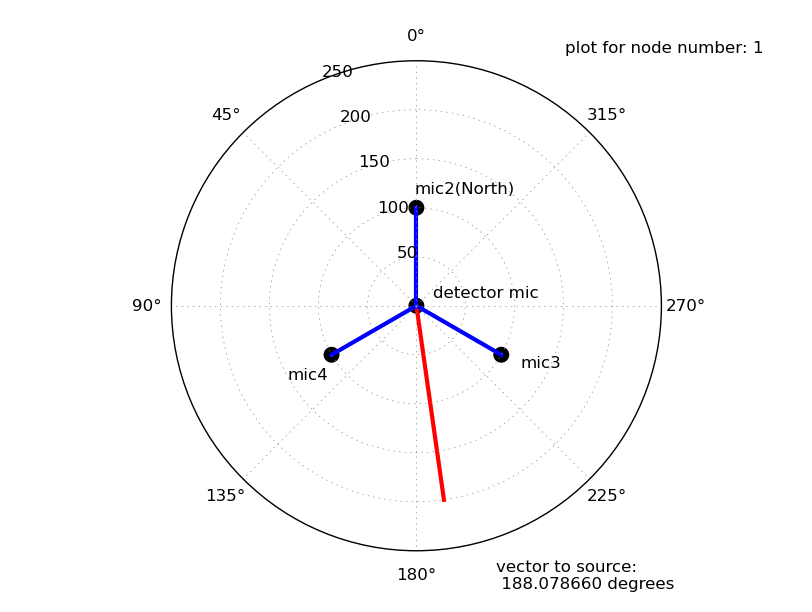 0°
plot for node number: 1
250
45°
315°
200
150
mic2(North)
100
50
detector mic
90°
270°
mic3
mic4
135°
225°
vector to source:
180°
188.078660 degrees